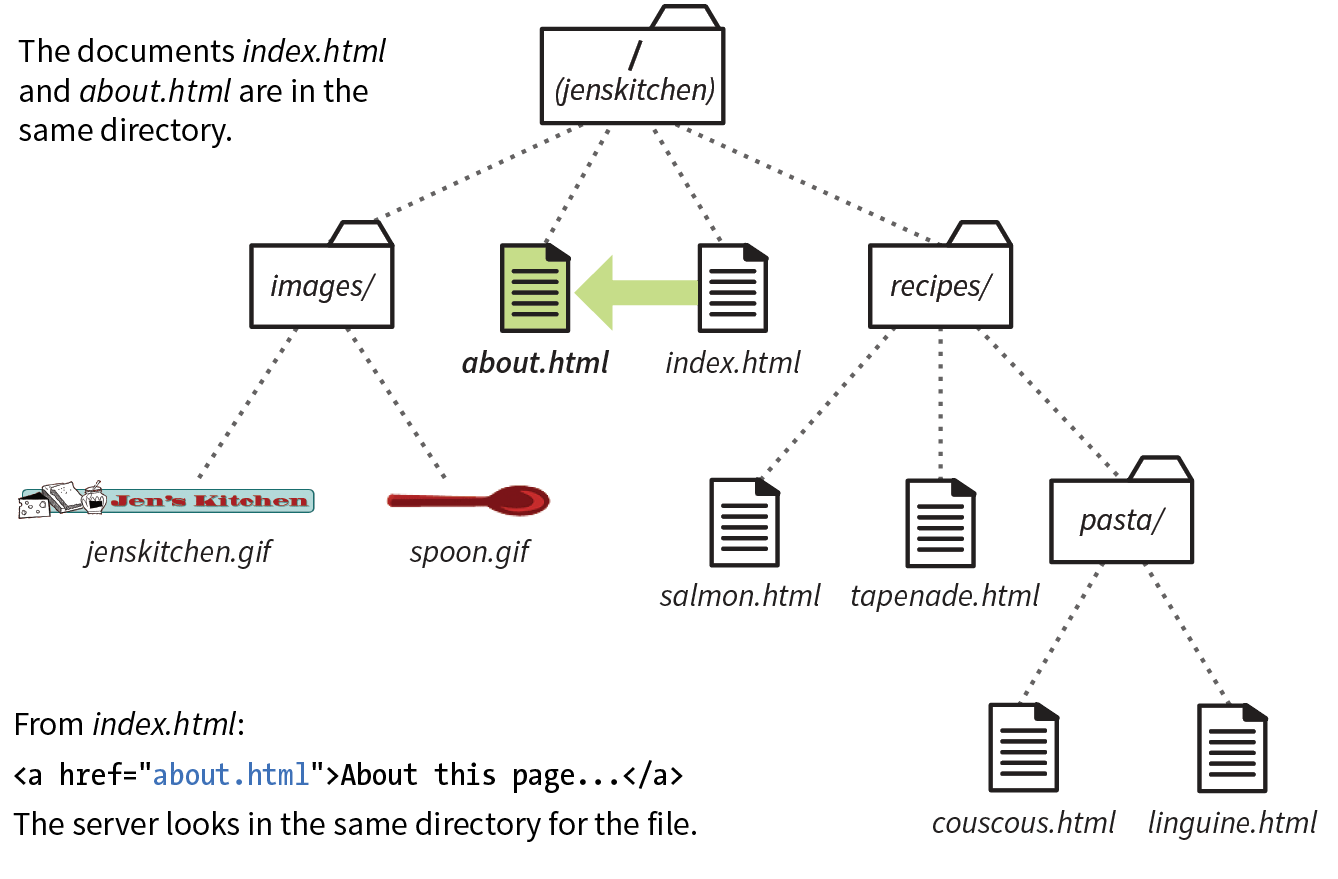 The documents index.html
and about.html are in the
same directory.
/
(jenskitchen)
images/
about.html
index.html
recipes/
Jen's Kitchen
jenskitchen.gif
spoon.gif
salmon.html
tapenade.html
pasta/
couscous.html
linguine.html
From index.html:
<a href="about.html">About this page...</a>
The server looks in the same directory for the file.